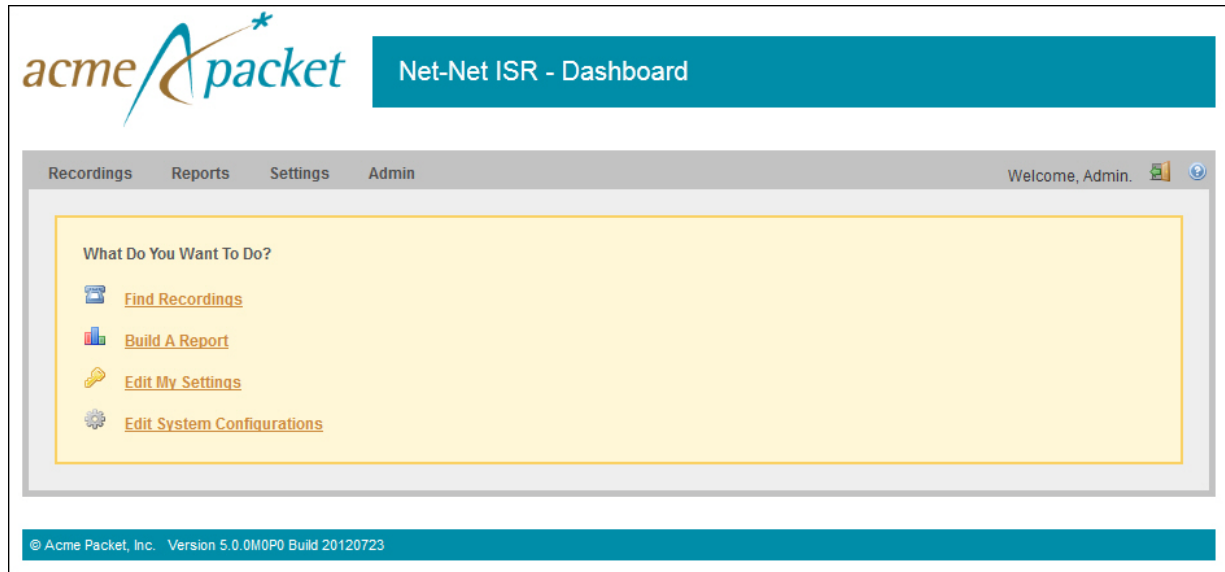 acme packet
Net-Net ISR - Dashboard
Recordings Reports Settings Admin Welcome, Admin.
What Do You Want To Do?
Find Recordings
Build A Report
Edit My Settings
Edit System Configurations
© Acme Packet, Inc. Version 5.0.0M0P0 Build 20120723